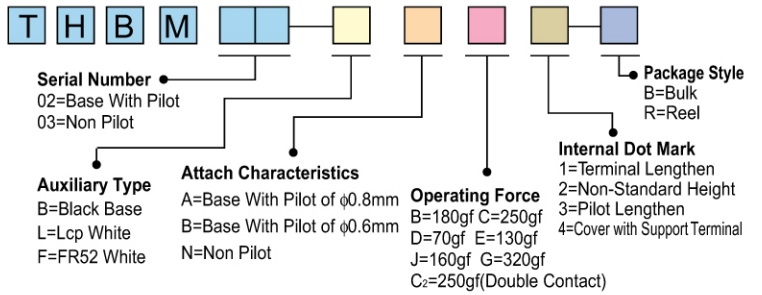 THBM
Serial Number
02=Base With Pilot
03=Non Pilot
Auxiliary Type
B=Black Base
L=Lcp White
F=FR52 White
Attach Characteristics
A=Base With Pilot of ϕ0.8mm
B=Base With Pilot of ϕ0.6mm
N=Non Pilot
Operating Force
B=180gf C=250gf
D=70gf E=130gf
J=160gf G=320gf
C2=250gf(Double Contact)
Internal Dot Mark
1=Terminal Lengthen
2=Non-Standard Height
3=Pilot Lengthen
4=Cover with Support Terminal
Package Style
B=Bulk
R=Reel